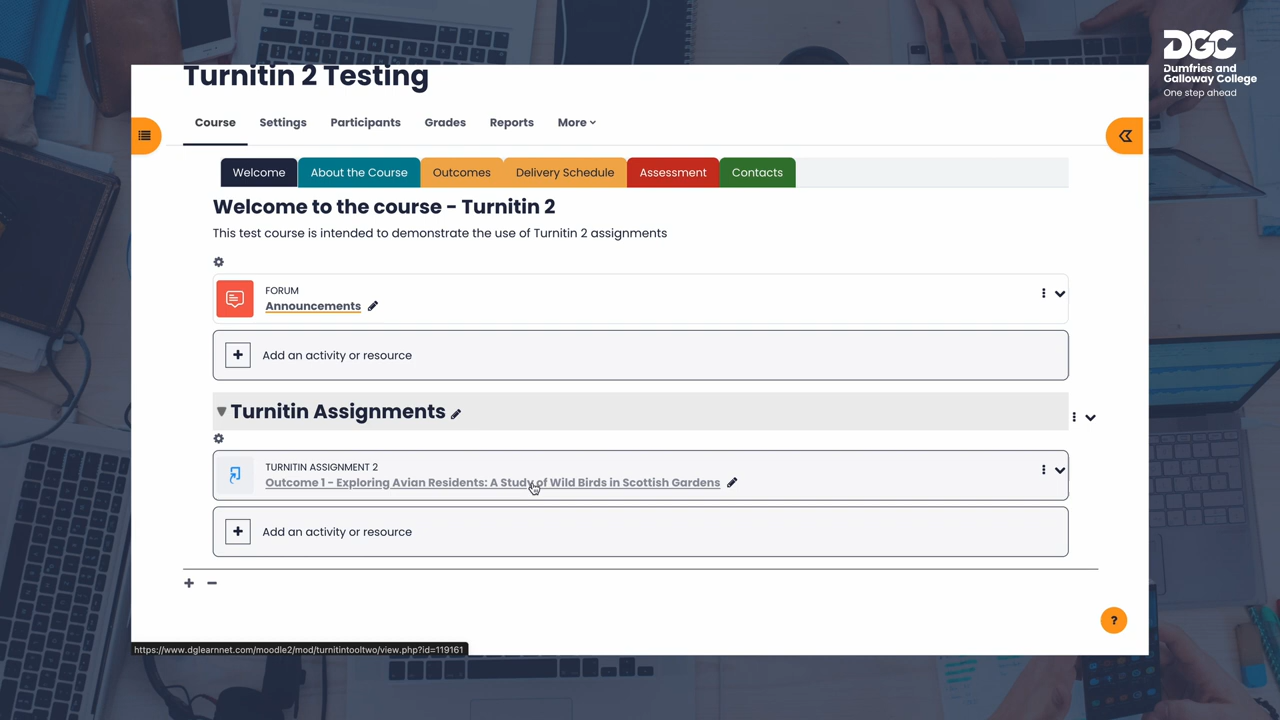 DGC
Dumfries and
Galloway College
One step ahead
Turnitin 2 Testing
Course Settings Participants Grades Reports More
Welcome About the Course Outcomes Delivery Schedule Assessment Contacts
Welcome to the course - Turnitin 2
This test course is intended to demonstrate the use of Turnitin 2 assignments
FORUM
Announcements
+ Add an activity or resource
Turnitin Assignments
TURNITIN ASSIGNMENT 2
Outcome 1 - Exploring Avian Residents: A Study of Wild Birds in Scottish Gardens
+ Add an activity or resource
+ −
?
https://www.dglearnnet.com/moodle2/mod/turnitintooltwo/view.php?id=119161